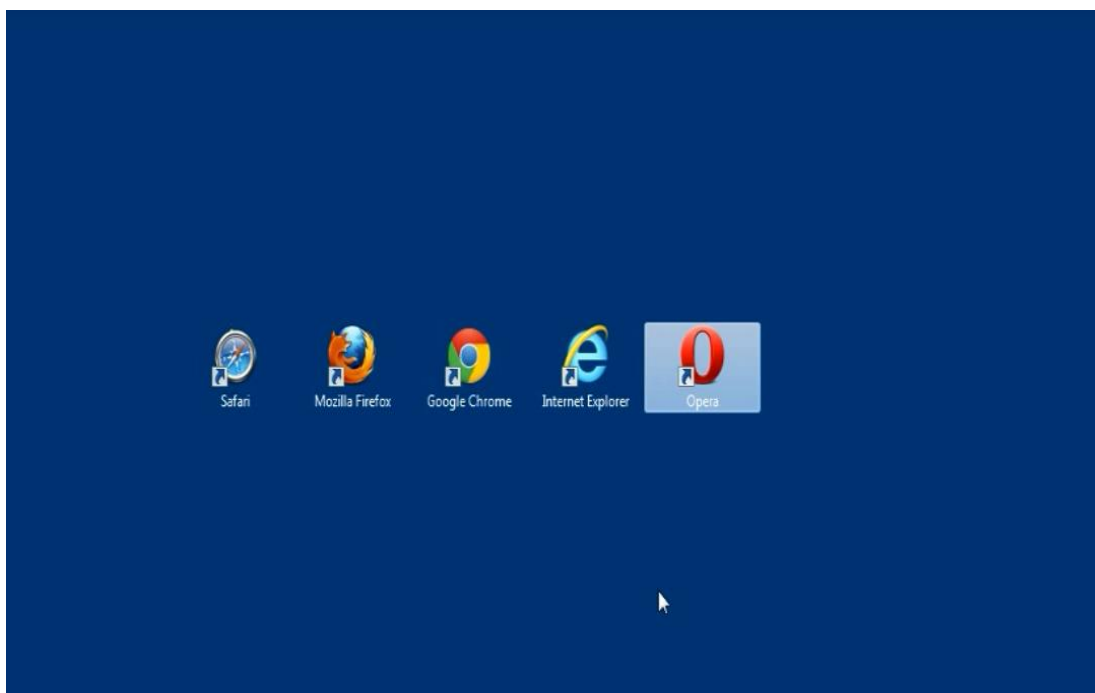 Safari
Mozilla Firefox
Google Chrome
Internet Explorer
Opera